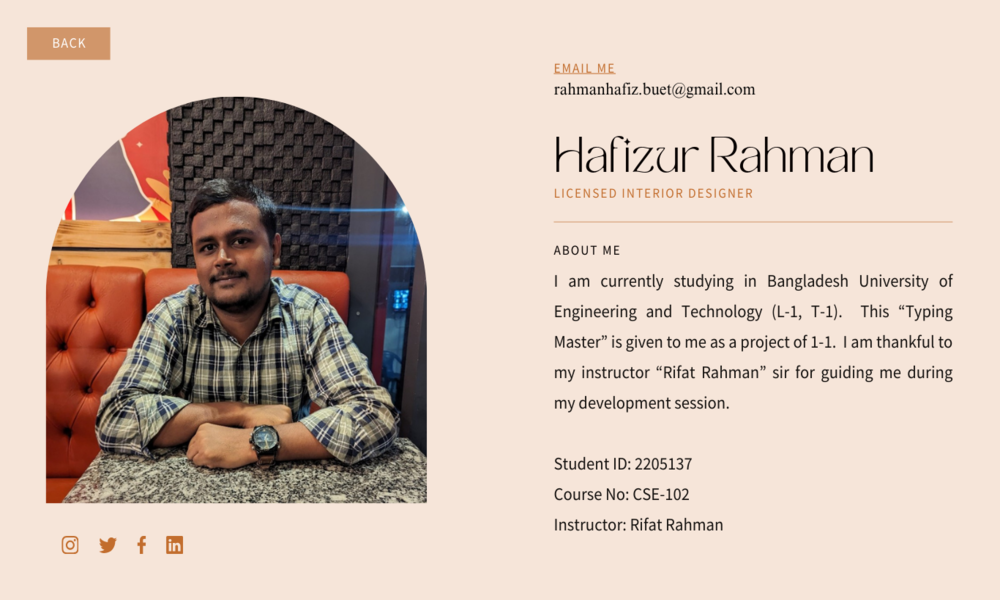 BACK
EMAIL ME
rahmanhafiz.buet@gmail.com
Hafizur Rahman
LICENSED INTERIOR DESIGNER
ABOUT ME
I am currently studying in Bangladesh University of
Engineering and Technology (L-1, T-1). This “Typing
Master” is given to me as a project of 1-1. I am thankful to
my instructor “Rifat Rahman” sir for guiding me during
my development session.
Student ID: 2205137
Course No: CSE-102
Instructor: Rifat Rahman